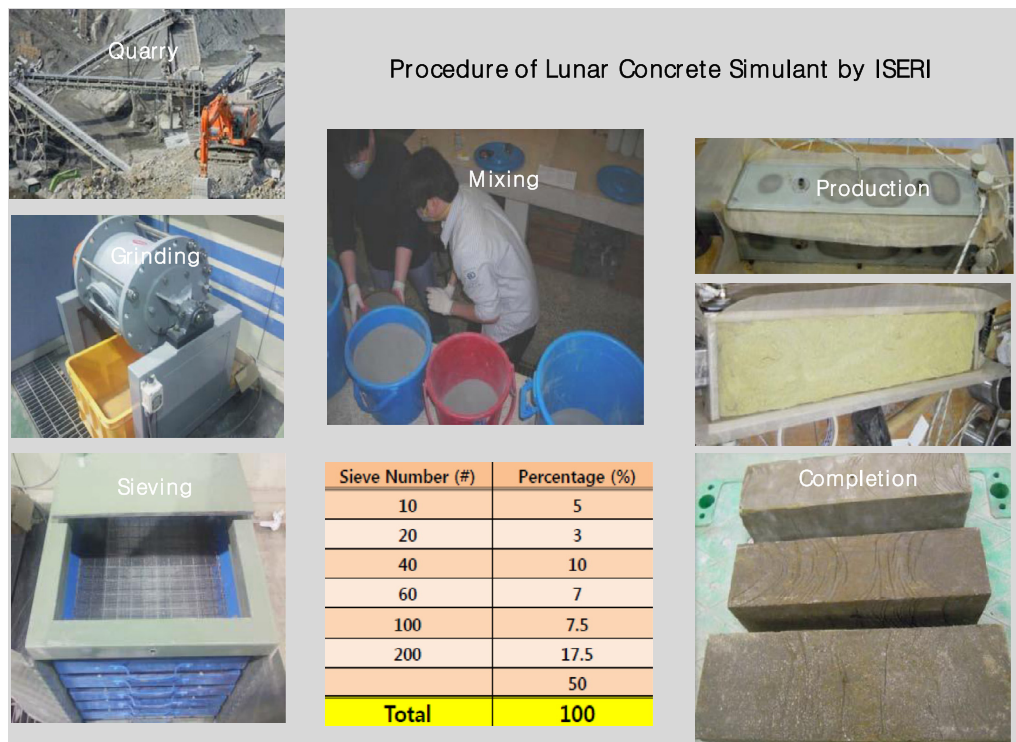 Quarry
Procedure of Lunar Concrete Simulant by ISERI
Mixing
Production
Grinding
Sieving
Completion
Sieve Number (#) Percentage (%)
10 5
20 3
40 10
60 7
100 7.5
200 17.5
50
Total 100